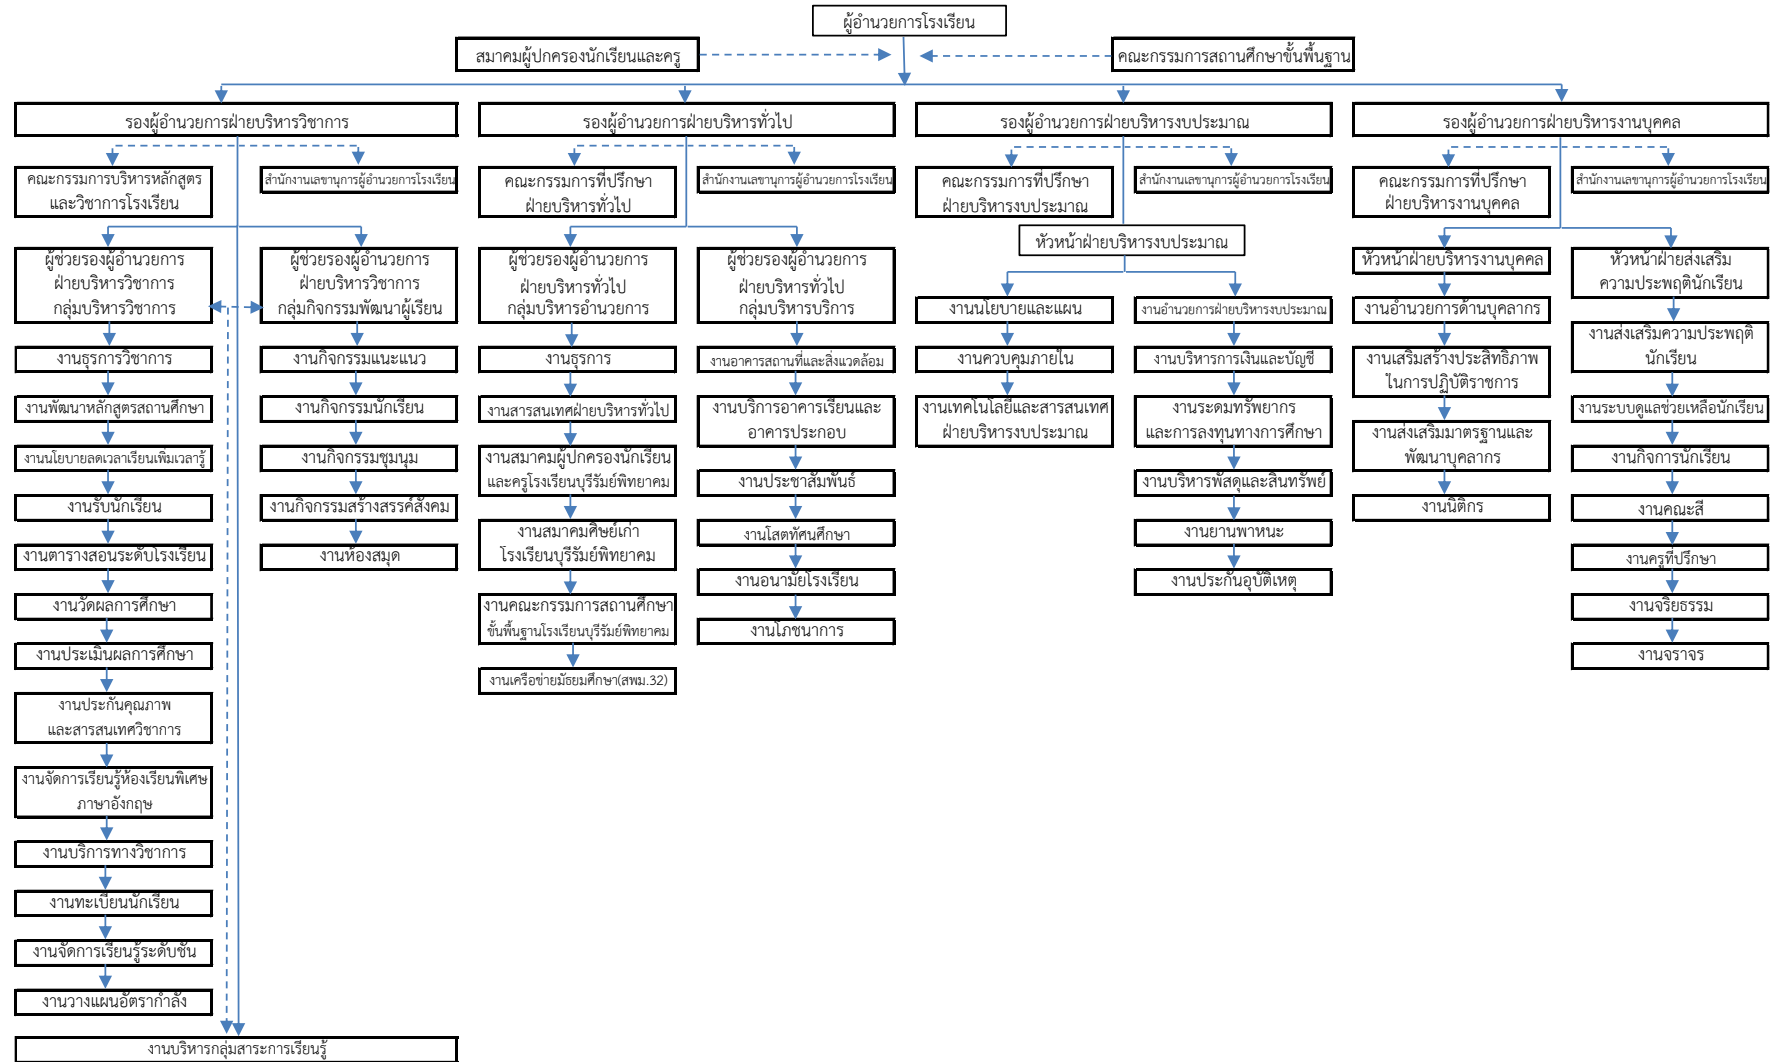 ผู้อำนวยการโรงเรียน
สมาคมผู้ปกครองนักเรียนและครู
คณะกรรมการสถานศึกษาขั้นพื้นฐาน
รองผู้อำนวยการฝ่ายบริหารวิชาการ
รองผู้อำนวยการฝ่ายบริหารทั่วไป
รองผู้อำนวยการฝ่ายบริหารงบประมาณ
รองผู้อำนวยการฝ่ายบริหารงานบุคคล
คณะกรรมการบริหารหลักสูตร
และวิชาการโรงเรียน
สำนักงานเลขานุการผู้อำนวยการโรงเรียน
คณะกรรมการที่ปรึกษา
ฝ่ายบริหารทั่วไป
สำนักงานเลขานุการผู้อำนวยการโรงเรียน
คณะกรรมการที่ปรึกษา
ฝ่ายบริหารงบประมาณ
สำนักงานเลขานุการผู้อำนวยการโรงเรียน
คณะกรรมการที่ปรึกษา
ฝ่ายบริหารงานบุคคล
สำนักงานเลขานุการผู้อำนวยการโรงเรียน
ผู้ช่วยรองผู้อำนวยการ
ฝ่ายบริหารวิชาการ
กลุ่มบริหารวิชาการ
งานธุรการวิชาการ
งานพัฒนาหลักสูตรสถานศึกษา
งานนโยบายลดเวลาเรียนเพิ่มเวลารู้
งานรับนักเรียน
งานตารางสอนระดับโรงเรียน
งานวัดผลการศึกษา
งานประเมินผลการศึกษา
งานประกันคุณภาพ
และสารสนเทศวิชาการ
งานจัดการเรียนรู้ห้องเรียนพิเศษ
ภาษาอังกฤษ
งานบริการทางวิชาการ
งานทะเบียนนักเรียน
งานจัดการเรียนรู้ระดับชั้น
งานวางแผนอัตรากำลัง
งานบริหารกลุ่มสาระการเรียนรู้
ผู้ช่วยรองผู้อำนวยการ
ฝ่ายบริหารวิชาการ
กลุ่มกิจกรรมพัฒนาผู้เรียน
งานกิจกรรมแนะแนว
งานกิจกรรมนักเรียน
งานกิจกรรมชุมนุม
งานกิจกรรมสร้างสรรค์สังคม
งานห้องสมุด
ผู้ช่วยรองผู้อำนวยการ
ฝ่ายบริหารทั่วไป
กลุ่มบริหารอำนวยการ
งานธุรการ
งานสารสนเทศฝ่ายบริหารทั่วไป
งานสมาคมผู้ปกครองนักเรียน
และครูโรงเรียนบุรีรัมย์พิทยาคม
งานสมาคมศิษย์เก่า
โรงเรียนบุรีรัมย์พิทยาคม
งานคณะกรรมการสถานศึกษา
ขั้นพื้นฐานโรงเรียนบุรีรัมย์พิทยาคม
งานเครือข่ายมัธยมศึกษา(สพม.32)
ผู้ช่วยรองผู้อำนวยการ
ฝ่ายบริหารทั่วไป
กลุ่มบริหารบริการ
งานอาคารสถานที่และสิ่งแวดล้อม
งานบริการอาคารเรียนและ
อาคารประกอบ
งานประชาสัมพันธ์
งานโสตทัศนศึกษา
งานอนามัยโรงเรียน
งานโภชนาการ
หัวหน้าฝ่ายบริหารงบประมาณ
งานนโยบายและแผน
งานควบคุมภายใน
งานเทคโนโลยีและสารสนเทศ
ฝ่ายบริหารงบประมาณ
งานอำนวยการฝ่ายบริหารงบประมาณ
งานบริหารการเงินและบัญชี
งานระดมทรัพยากร
และการลงทุนทางการศึกษา
งานบริหารพัสดุและสินทรัพย์
งานยานพาหนะ
งานประกันอุบัติเหตุ
หัวหน้าฝ่ายบริหารงานบุคคล
งานอำนวยการด้านบุคลากร
งานเสริมสร้างประสิทธิภาพ
ในการปฏิบัติราชการ
งานส่งเสริมมาตรฐานและ
พัฒนาบุคลากร
งานนิติกร
หัวหน้าฝ่ายส่งเสริม
ความประพฤตินักเรียน
งานส่งเสริมความประพฤติ
นักเรียน
งานระบบดูแลช่วยเหลือนักเรียน
งานกิจการนักเรียน
งานคณะสี
งานครูที่ปรึกษา
งานจริยธรรม
งานจราจร